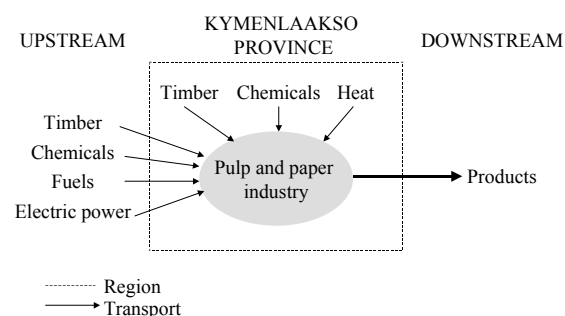 UPSTREAM
KYMENLAAKSO
PROVINCE
DOWNSTREAM
Timber
Chemicals
Heat
Timber
Chemicals
Fuels
Electric power
Pulp and paper
industry
Products
Region
Transport